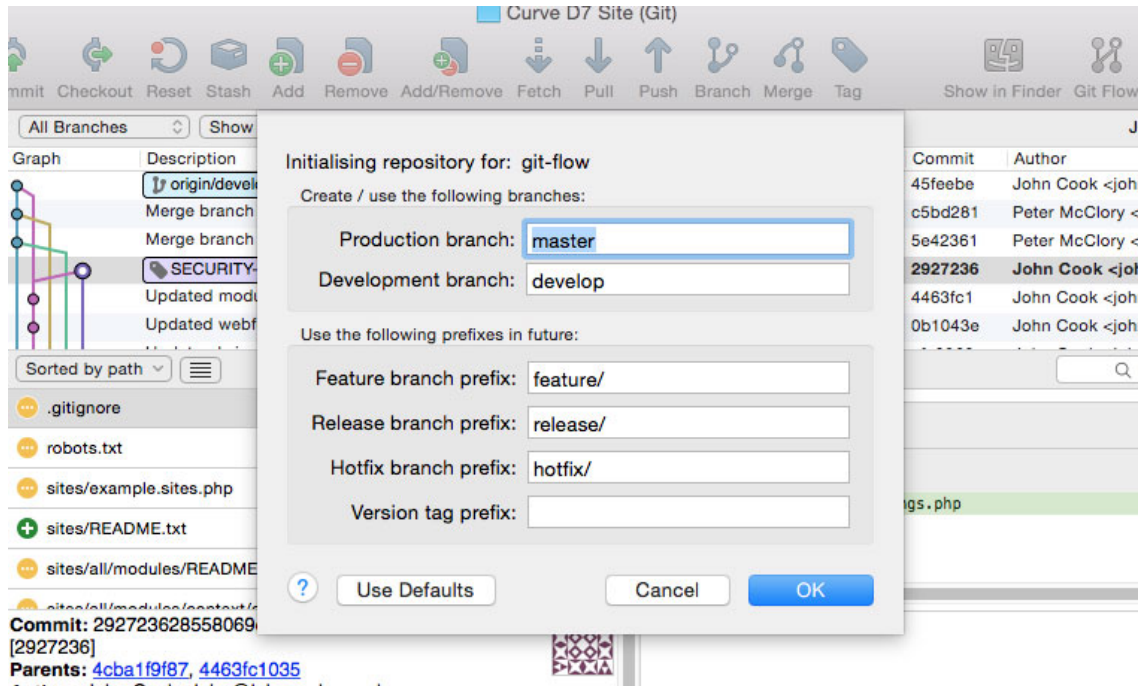 Curve D7 Site (Git)
mmit Checkout Reset Stash Add Remove Add/Remove Fetch Pull Push Branch Merge Tag Show in Finder Git Flow
All Branches Show
Graph Description Commit Author
origin/devel 45feebe John Cook <joh
Merge branch c5bd281 Peter McClory <
Merge branch 5e42361 Peter McClory <
SECURITY- 2927236 John Cook <joh
Updated modu 4463fc1 John Cook <joh
Updated webf 0b1043e John Cook <joh
Initialising repository for: git-flow
Create / use the following branches:
Production branch: master
Development branch: develop
Use the following prefixes in future:
Feature branch prefix: feature/
Release branch prefix: release/
Hotfix branch prefix: hotfix/
Version tag prefix:
? Use Defaults Cancel OK
Sorted by path
.gitignore
robots.txt
sites/example.sites.php
sites/README.txt
sites/all/modules/README
ngs.php
Commit: 292723628558069
[2927236]
Parents: 4cba1f9f87, 4463fc1035